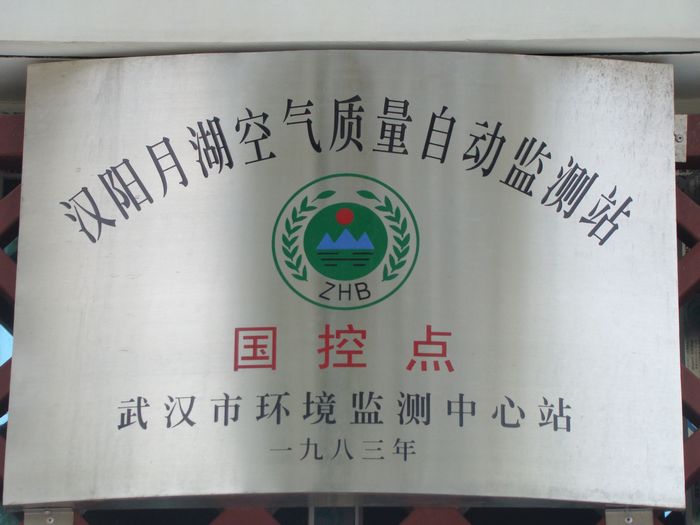 汉阳月湖空气质量自动监测站
ZHB
国控点
武汉市环境监测中心站
一九八三年